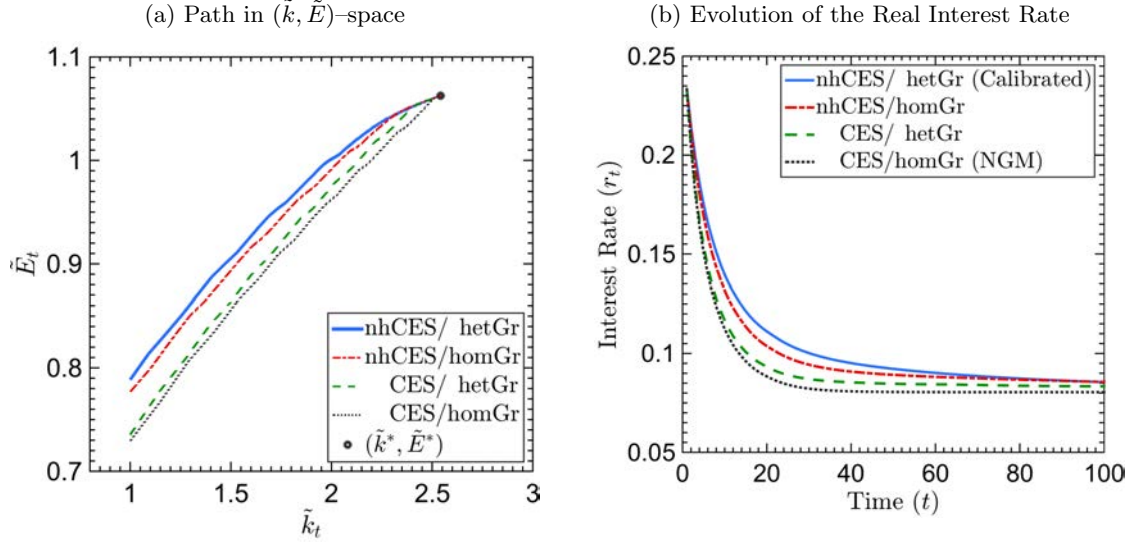 (a) Path in (k̃, Ẽ)–space
1.1
1
0.9
0.8
0.7
Ẽₜ
1
1.5
2
2.5
3
k̃ₜ
nhCES/ hetGr
nhCES/homGr
CES/ hetGr
CES/homGr
(k̃*, Ẽ*)
(b) Evolution of the Real Interest Rate
0.25
0.2
0.15
0.1
0.05
Interest Rate (rₜ)
0
20
40
60
80
100
Time (t)
nhCES/ hetGr (Calibrated)
nhCES/homGr
CES/ hetGr
CES/homGr (NGM)